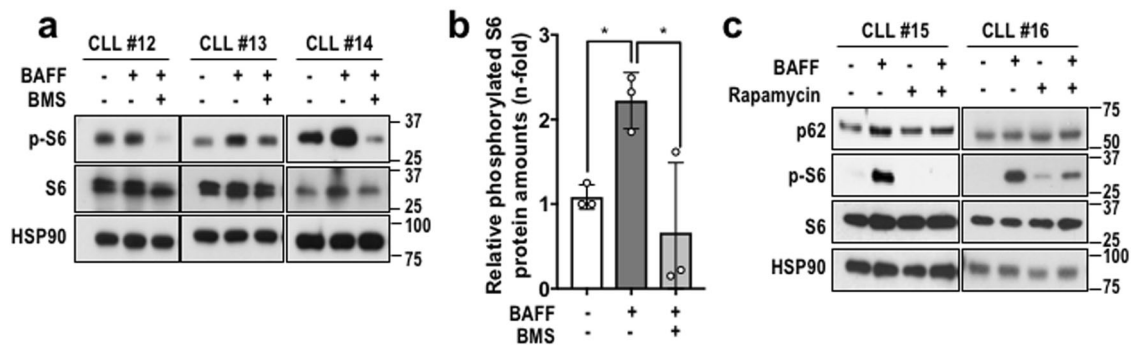 a
CLL #12 CLL #13 CLL #14
BAFF - + + - + + - + +
BMS - - + - - + - - +
p-S6 37
25
S6 37
25
HSP90 100
75
b
Relative phosphorylated S6
protein amounts (n-fold)
3
2
1
0
* *
BAFF - + +
BMS - - +
c
CLL #15 CLL #16
BAFF - + - + - + - +
Rapamycin - - + + - - + +
p62 75
50
p-S6 37
25
S6 37
25
HSP90 100
75